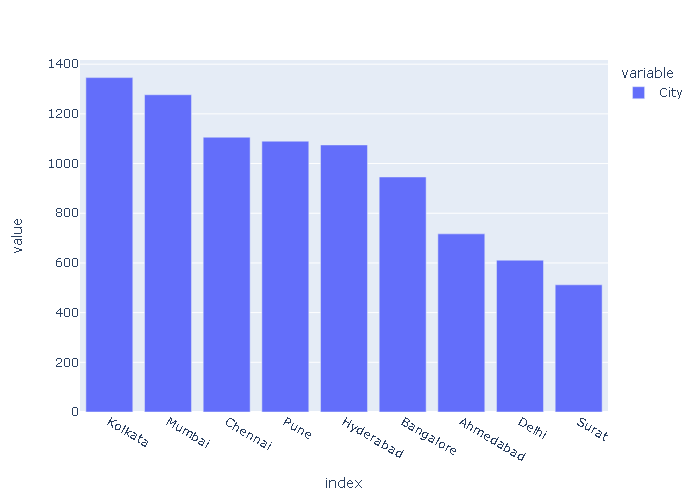 variable
City
1400
1200
1000
800
600
400
200
0
value
Kolkata
Mumbai
Chennai
Pune
Hyderabad
Bangalore
Ahmedabad
Delhi
Surat
index